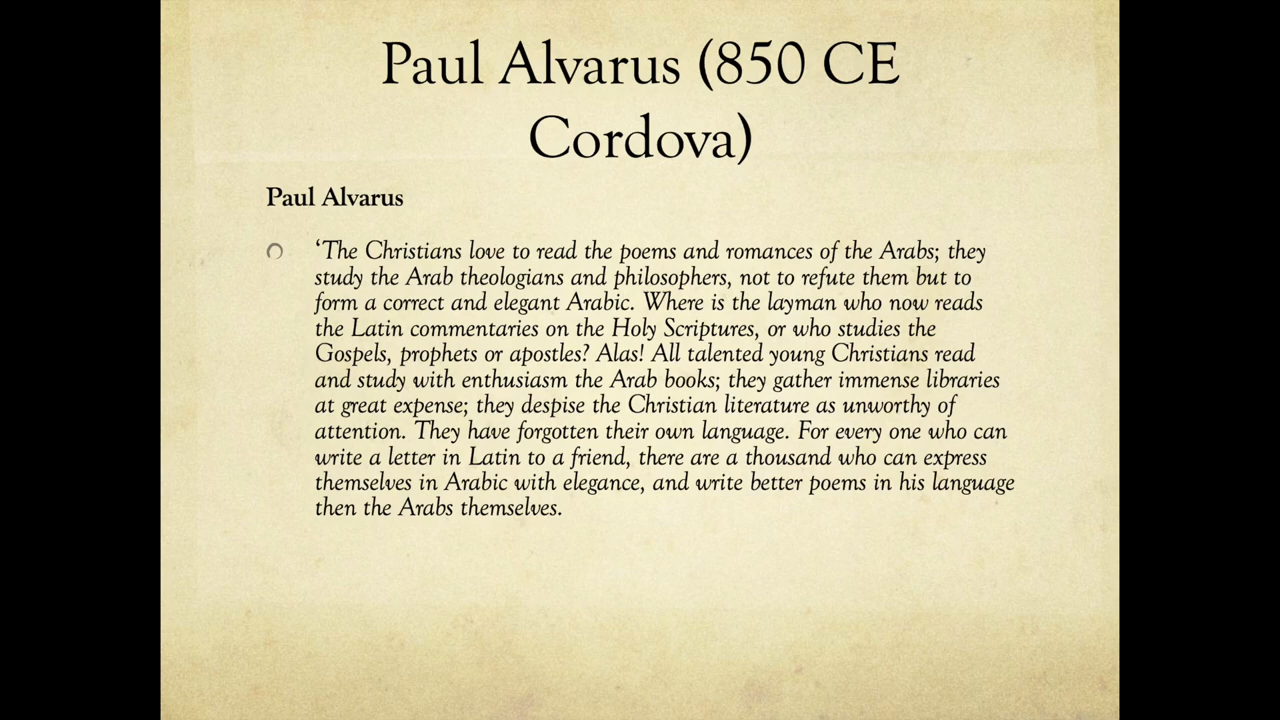 Paul Alvarus (850 CE
Cordova)
Paul Alvarus
‘The Christians love to read the poems and romances of the Arabs; they
study the Arab theologians and philosophers, not to refute them but to
form a correct and elegant Arabic. Where is the layman who now reads
the Latin commentaries on the Holy Scriptures, or who studies the
Gospels, prophets or apostles? Alas! All talented young Christians read
and study with enthusiasm the Arab books; they gather immense libraries
at great expense; they despise the Christian literature as unworthy of
attention. They have forgotten their own language. For every one who can
write a letter in Latin to a friend, there are a thousand who can express
themselves in Arabic with elegance, and write better poems in his language
then the Arabs themselves.